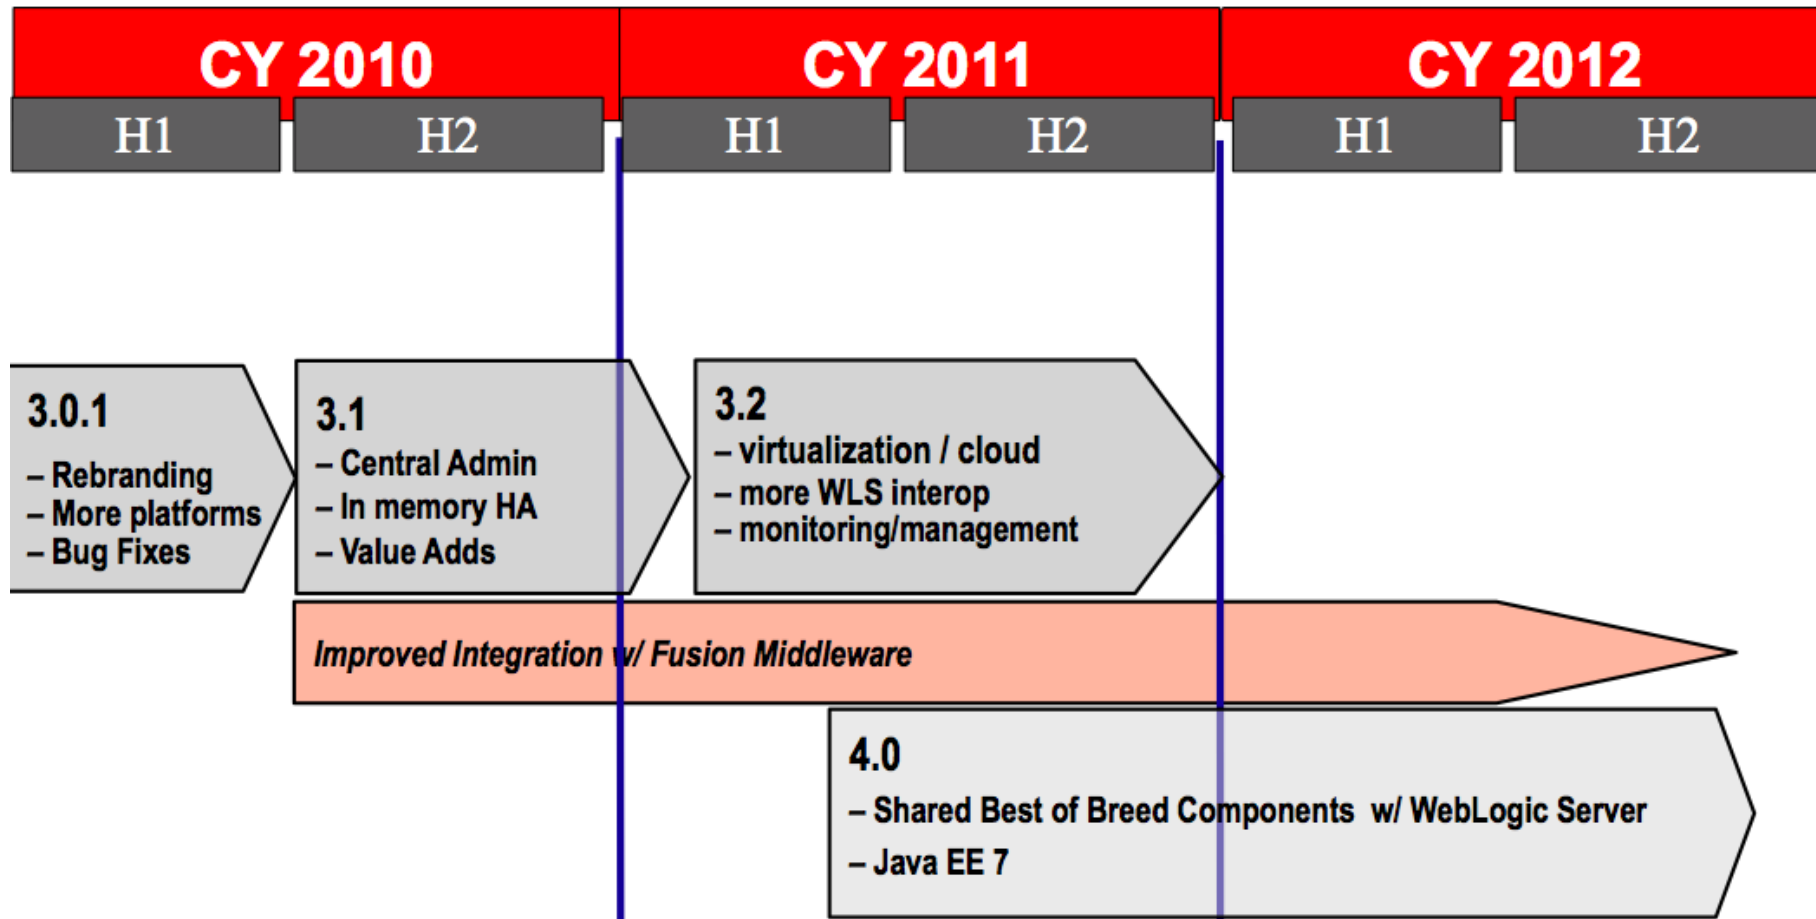 CY 2010
CY 2011
CY 2012
H1
H2
H1
H2
H1
H2
3.0.1
– Rebranding
– More platforms
– Bug Fixes
3.1
– Central Admin
– In memory HA
– Value Adds
3.2
– virtualization / cloud
– more WLS interop
– monitoring/management
Improved Integration w/ Fusion Middleware
4.0
– Shared Best of Breed Components w/ WebLogic Server
– Java EE 7